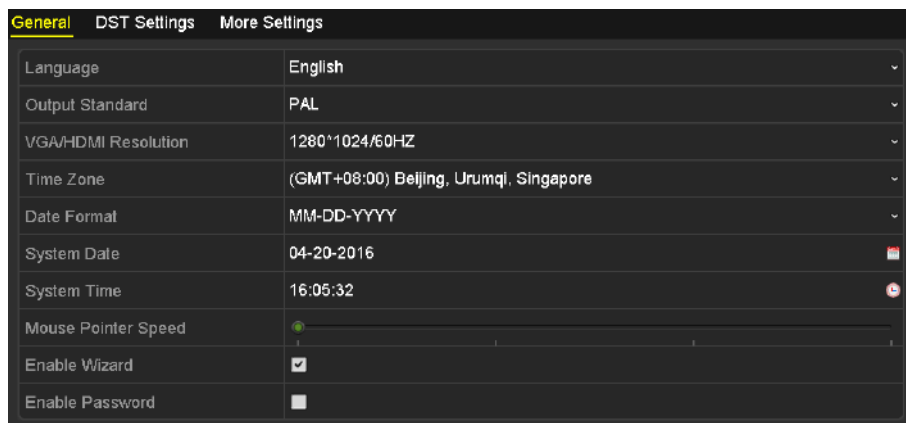 General DST Settings More Settings
Language English
Output Standard PAL
VGA/HDMI Resolution 1280*1024/60HZ
Time Zone (GMT+08:00) Beijing, Urumqi, Singapore
Date Format MM-DD-YYYY
System Date 04-20-2016
System Time 16:05:32
Mouse Pointer Speed
Enable Wizard
Enable Password